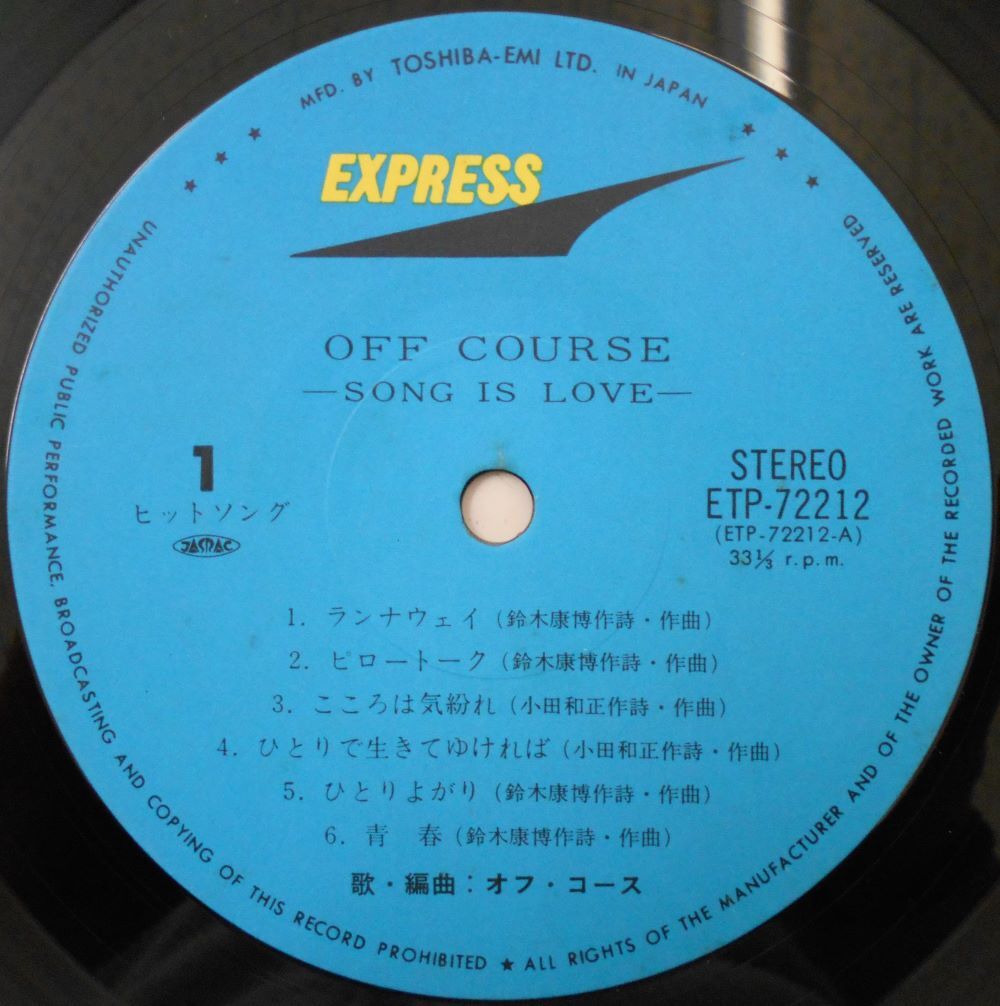 MFD. BY TOSHIBA-EMI LTD. IN JAPAN
EXPRESS
OFF COURSE
—SONG IS LOVE—
1
ヒットソング
JASRAC
STEREO
ETP-72212
(ETP-72212-A)
33⅓ r.p.m.
1. ランナウェイ (鈴木康博作詩・作曲)
2. ピロートーク (鈴木康博作詩・作曲)
3. こころは気紛れ (小田和正作詩・作曲)
4. ひとりで生きてゆければ (小田和正作詩・作曲)
5. ひとりよがり (鈴木康博作詩・作曲)
6. 青 春 (鈴木康博作詩・作曲)
歌・編曲：オフ・コース
UNAUTHORIZED PUBLIC PERFORMANCE, BROADCASTING AND COPYING OF THIS RECORD PROHIBITED ★ ALL RIGHTS OF THE MANUFACTURER AND OF THE OWNER OF THE RECORDED WORK ARE RESERVED